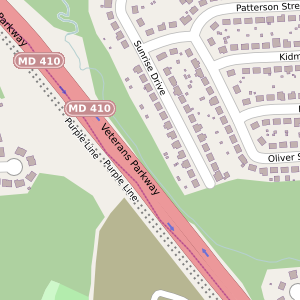 Patterson Stre
Parkway
Sunrise Drive
Kidm
MD 410
MD 410
Veterans Parkway
Purple Line
Purple Line
Oliver S